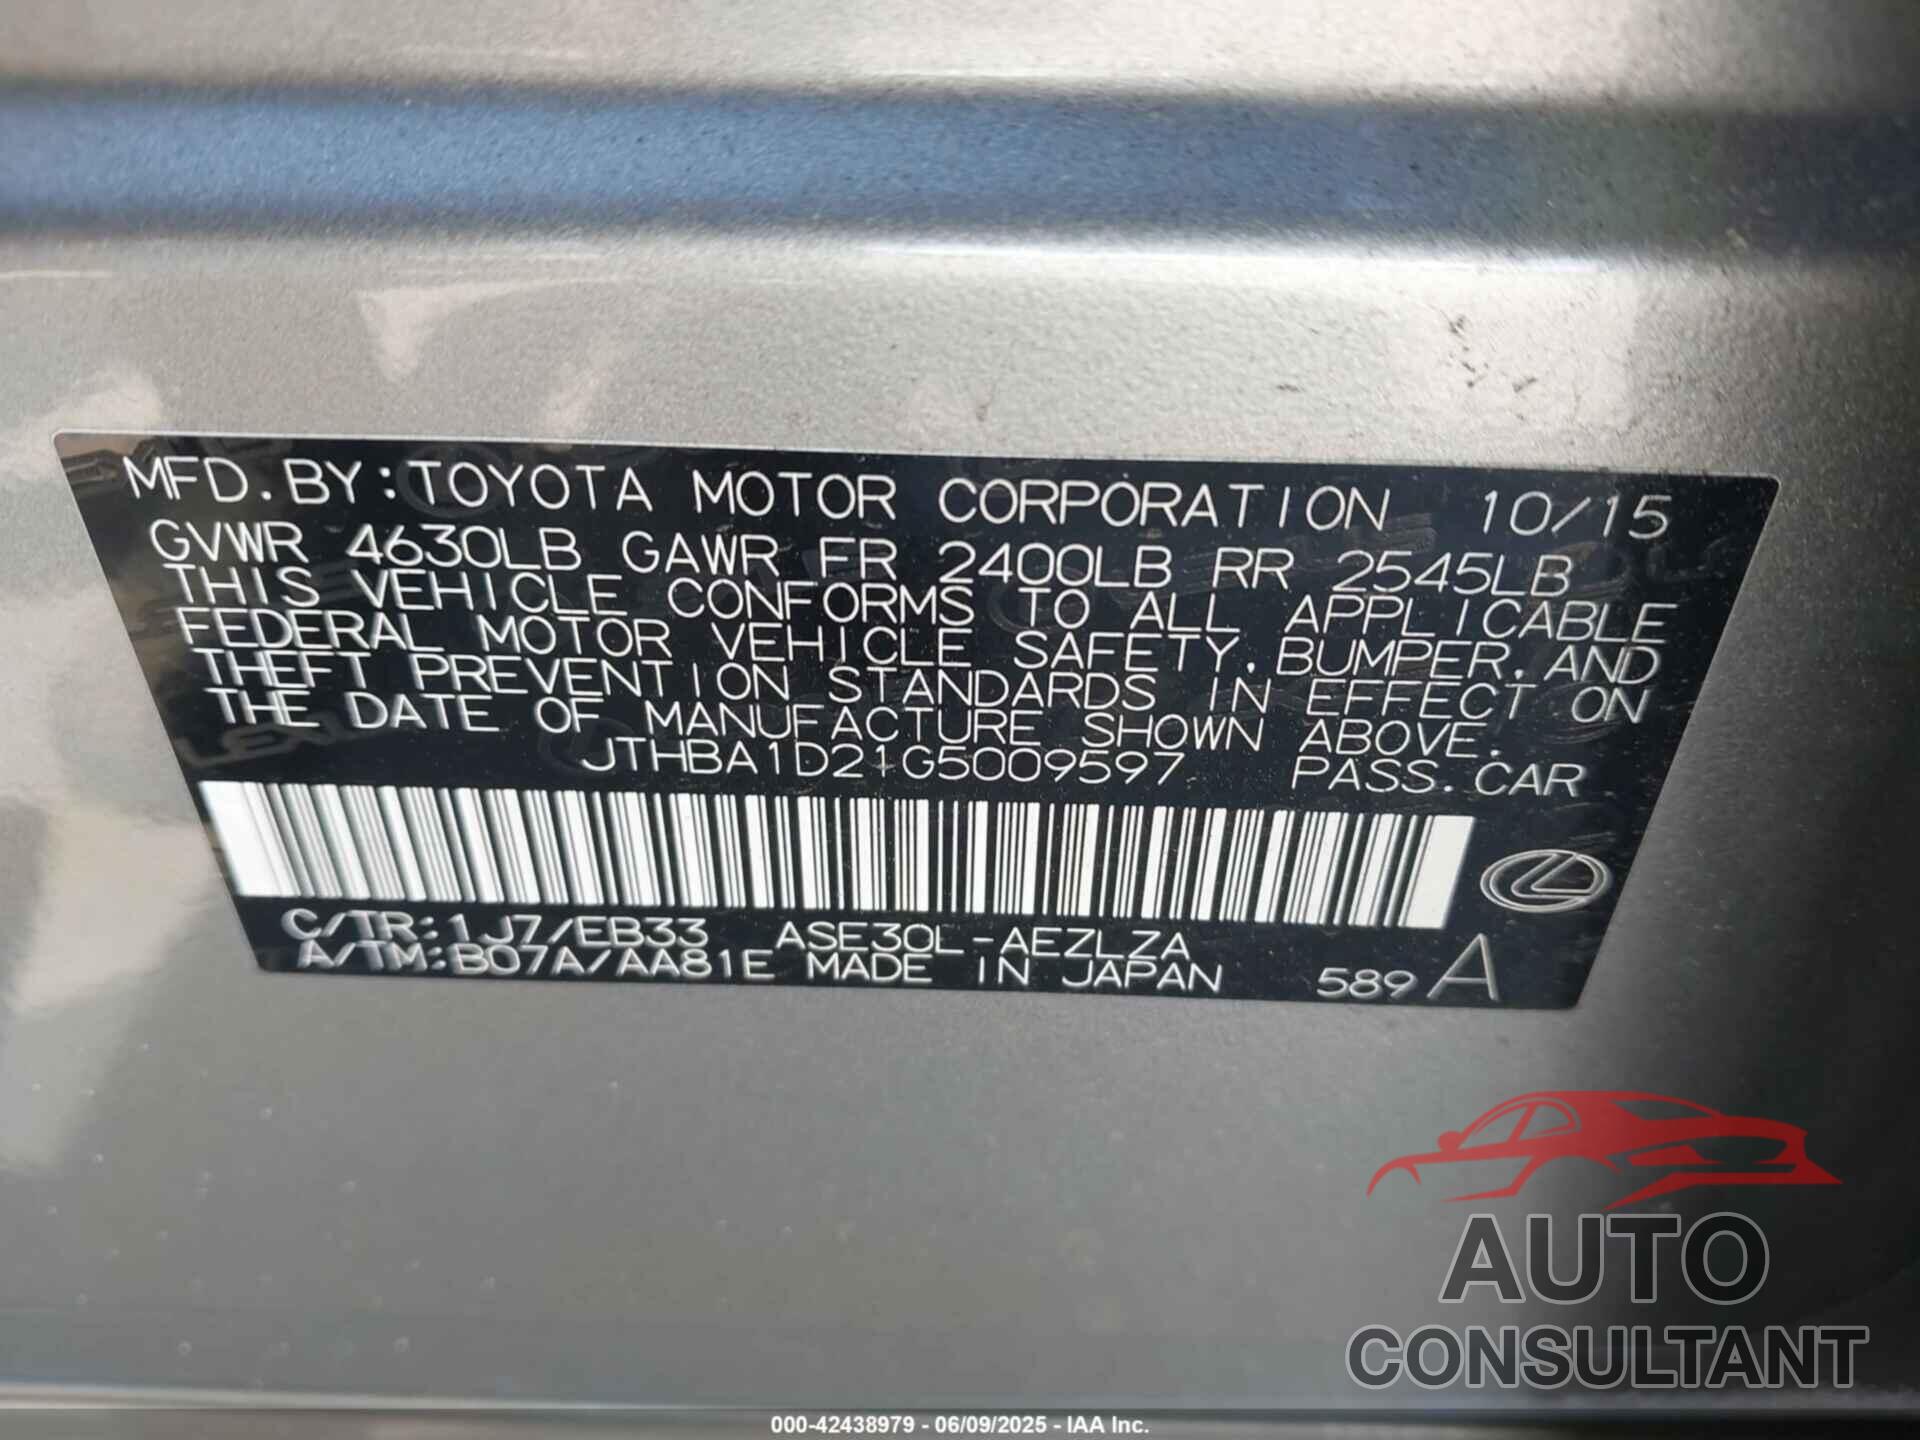 MFD. BY: TOYOTA MOTOR CORPORATION 10/15
GVWR 4630LB GAWR FR 2400LB RR 2545LB
THIS VEHICLE CONFORMS TO ALL APPLICABLE
FEDERAL MOTOR VEHICLE SAFETY, BUMPER, AND
THEFT PREVENTION STANDARDS IN EFFECT ON
THE DATE OF MANUFACTURE SHOWN ABOVE.
JTHBA1D21G5009597 PASS. CAR
C/TR: 1J7/EB33 ASE30L-AEZLZA
A/TM: B07A/AA81E MADE IN JAPAN 589 A
AUTO
CONSULTANT
000-42438979 - 06/09/2025 - IAA Inc.